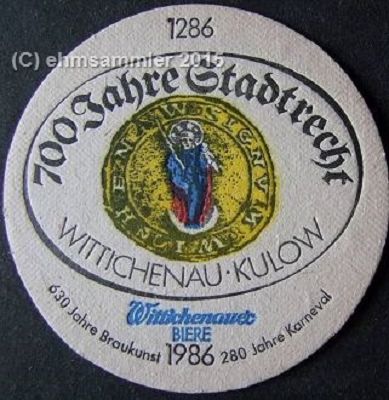 1286
(C) ehmsammler 2015
700 Jahre Stadtrecht
WITTICHENAU · KULOW
Wittichenauer
BIERE
630 Jahre Braukunst 1986 280 Jahre Karneval